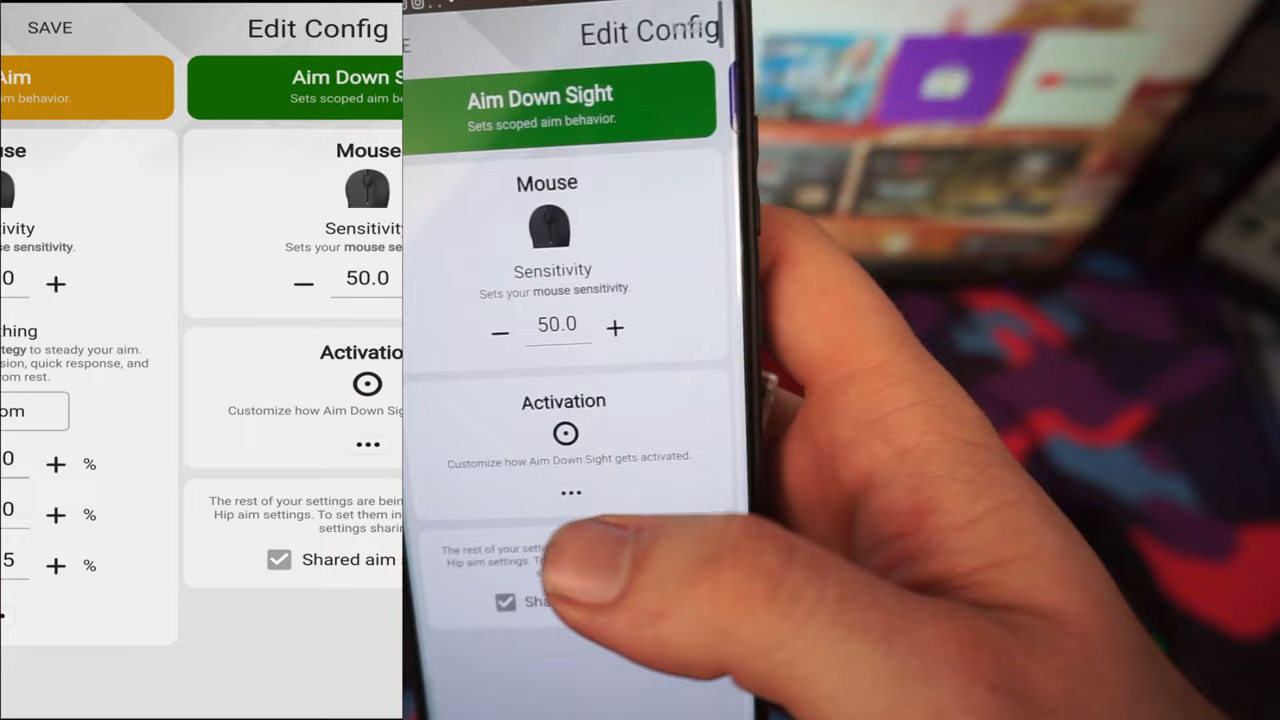 SAVE
Edit Config
Aim
im behavior.
Aim Down S
Sets scoped aim be
use
ivity
se sensitivity.
0
+
thing
tegy to steady your aim.
sion, quick response, and
om rest.
om
0 + %
0 + %
5 + %
Mouse
Sensitivity
Sets your mouse se
− 50.0
Activatio
Customize how Aim Down Sig
...
The rest of your settings are bein
Hip aim settings. To set them in
settings sharin
Shared aim
E
Edit Config
Aim Down Sight
Sets scoped aim behavior.
Mouse
Sensitivity
Sets your mouse sensitivity.
− 50.0 +
Activation
Customize how Aim Down Sight gets activated.
...
The rest of your setti
Hip aim settings. To
Sha